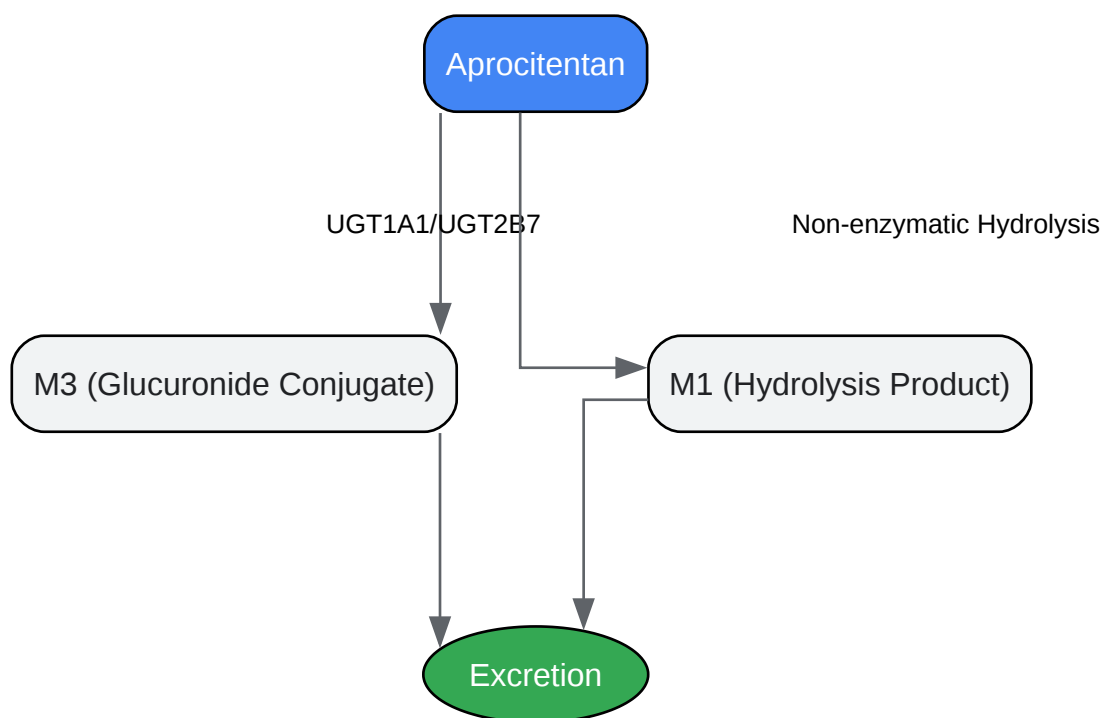 Aprocitentan
UGT1A1/UGT2B7
Non-enzymatic Hydrolysis
M3 (Glucuronide Conjugate)
M1 (Hydrolysis Product)
Excretion